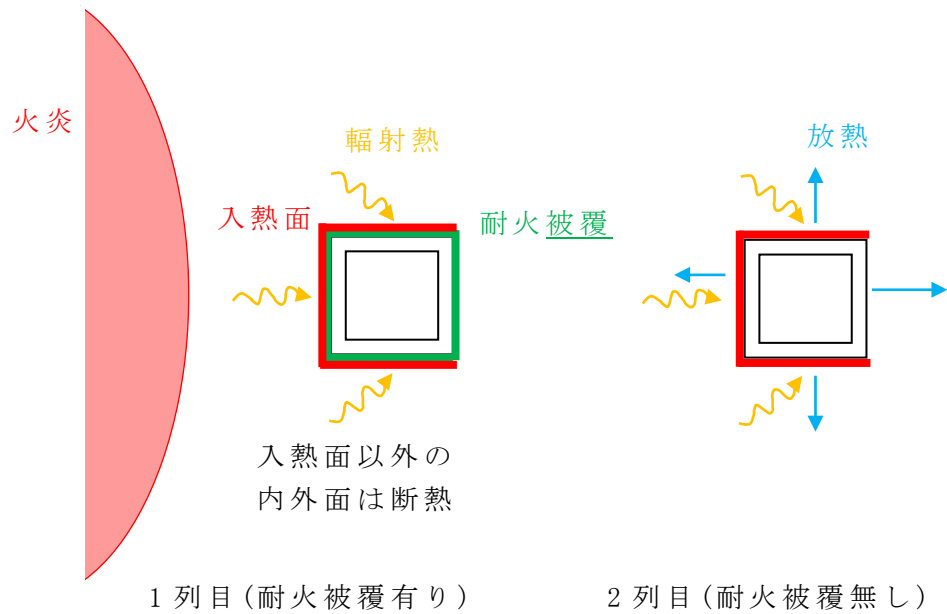 火炎
輻射熱
放熱
入熱面
耐火被覆
入熱面以外の
内外面は断熱
1列目(耐火被覆有り)
2列目(耐火被覆無し)